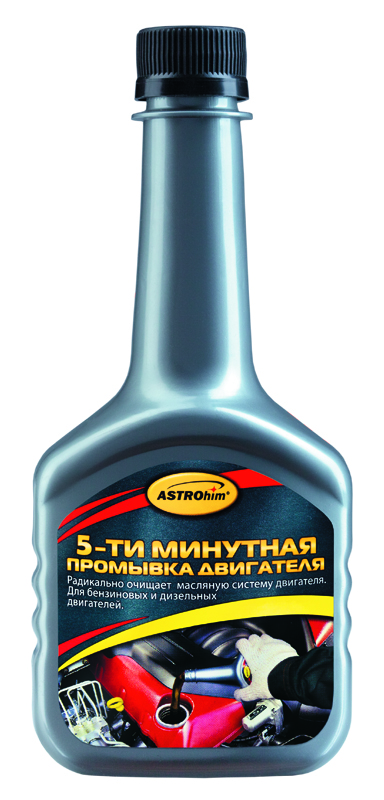 ASTROhim+
5-ТИ МИНУТНАЯ
ПРОМЫВКА ДВИГАТЕЛЯ
Радикально очищает масляную систему двигателя.
Для бензиновых и дизельных
двигателей.